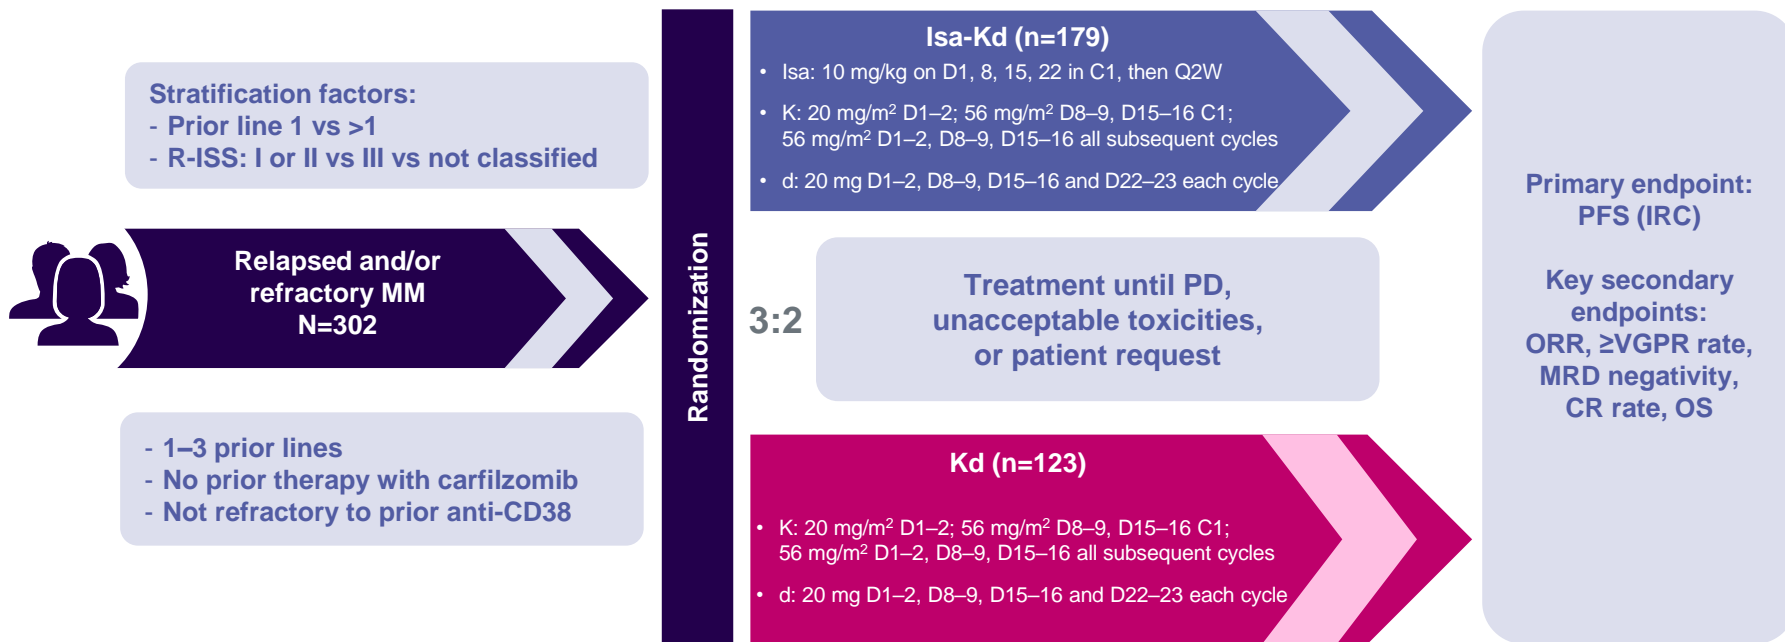 Stratification factors:
- Prior line 1 vs >1
- R-ISS: I or II vs III vs not classified
Relapsed and/or
refractory MM
N=302
- 1–3 prior lines
- No prior therapy with carfilzomib
- Not refractory to prior anti-CD38
Randomization
3:2
Isa-Kd (n=179)
• Isa: 10 mg/kg on D1, 8, 15, 22 in C1, then Q2W
• K: 20 mg/m² D1–2; 56 mg/m² D8–9, D15–16 C1;
56 mg/m² D1–2, D8–9, D15–16 all subsequent cycles
• d: 20 mg D1–2, D8–9, D15–16 and D22–23 each cycle
Treatment until PD,
unacceptable toxicities,
or patient request
Kd (n=123)
• K: 20 mg/m² D1–2; 56 mg/m² D8–9, D15–16 C1;
56 mg/m² D1–2, D8–9, D15–16 all subsequent cycles
• d: 20 mg D1–2, D8–9, D15–16 and D22–23 each cycle
Primary endpoint:
PFS (IRC)
Key secondary
endpoints:
ORR, ≥VGPR rate,
MRD negativity,
CR rate, OS